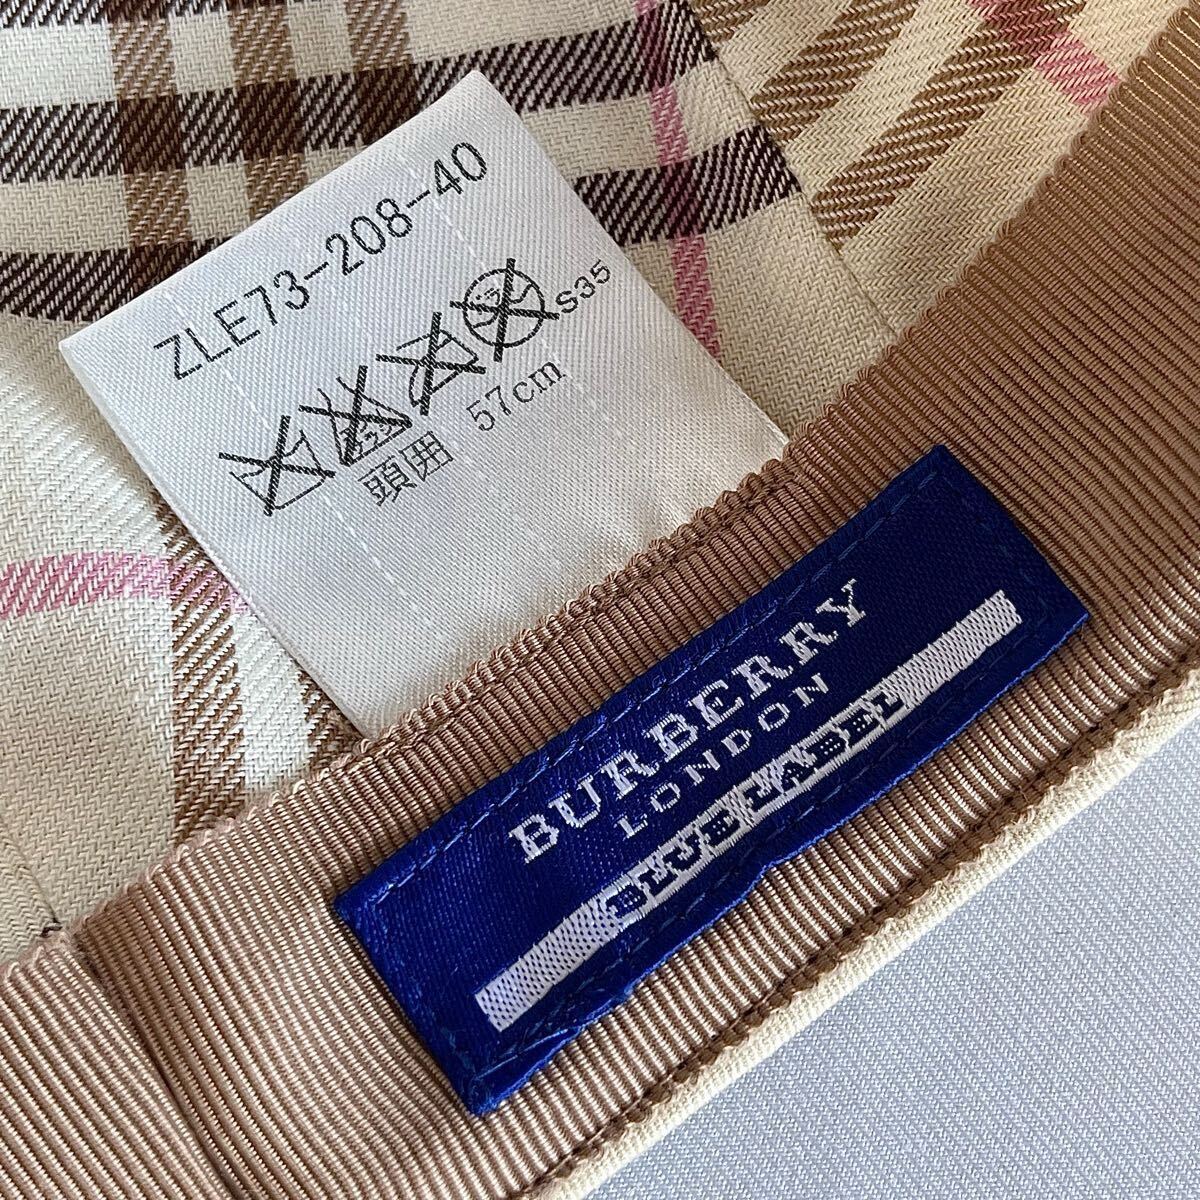 ZLE73-208-40
S35
頭囲 57cm
BURBERRY
LONDON
BLUE LABEL